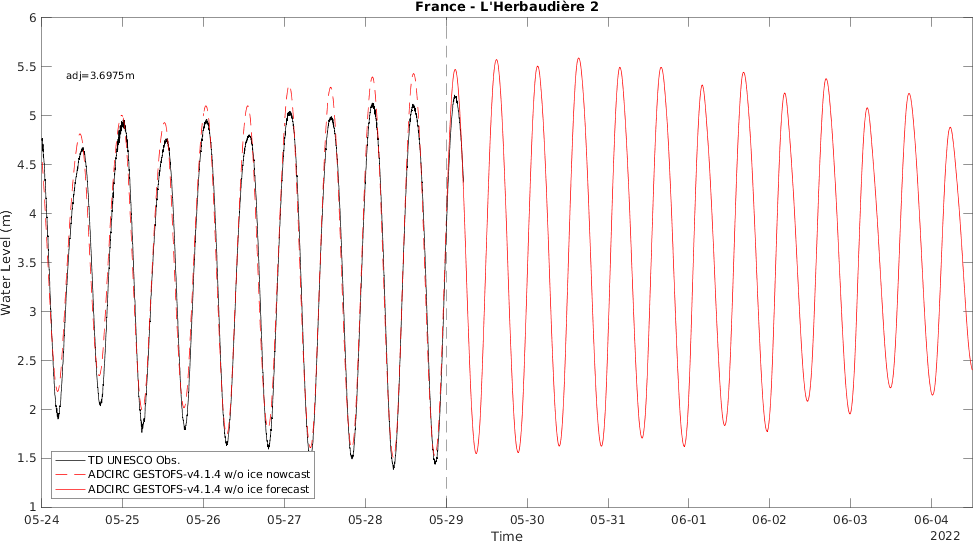 France - L'Herbaudière 2
adj=3.6975m
Water Level (m)
6
5.5
5
4.5
4
3.5
3
2.5
2
1.5
1
TD UNESCO Obs.
ADCIRC GESTOFS-v4.1.4 w/o ice nowcast
ADCIRC GESTOFS-v4.1.4 w/o ice forecast
05-24 05-25 05-26 05-27 05-28 05-29 05-30 05-31 06-01 06-02 06-03 06-04
Time
2022